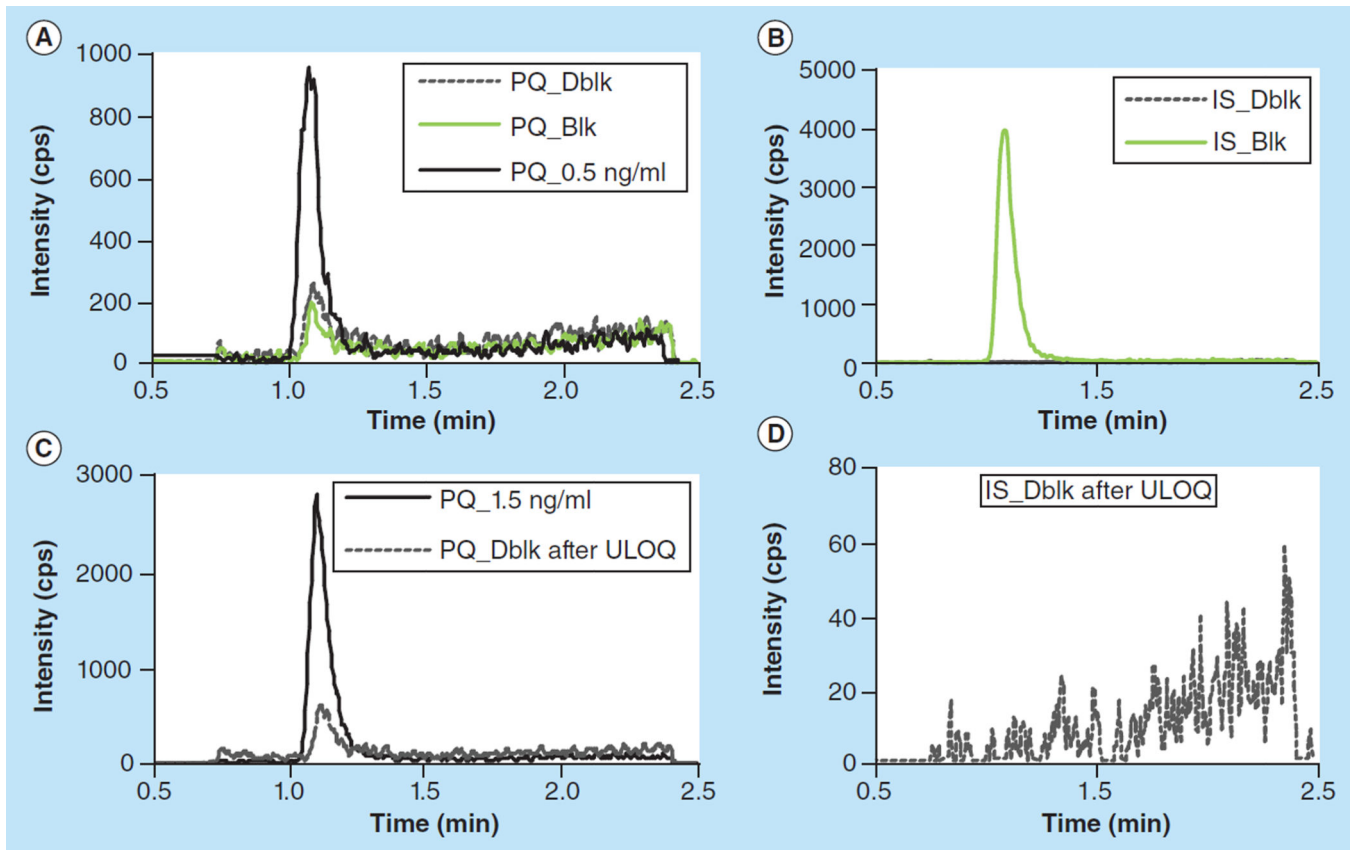 A
1000
800
600
400
200
0
Intensity (cps)
PQ_Dblk
PQ_Blk
PQ_0.5 ng/ml
0.5 1.0 1.5 2.0 2.5
Time (min)
B
5000
4000
3000
2000
1000
0
Intensity (cps)
IS_Dblk
IS_Blk
0.5 1.5 2.5
Time (min)
C
3000
2000
1000
0
Intensity (cps)
PQ_1.5 ng/ml
PQ_Dblk after ULOQ
0.5 1.0 1.5 2.0 2.5
Time (min)
D
80
60
40
20
0
Intensity (cps)
IS_Dblk after ULOQ
0.5 1.5 2.5
Time (min)